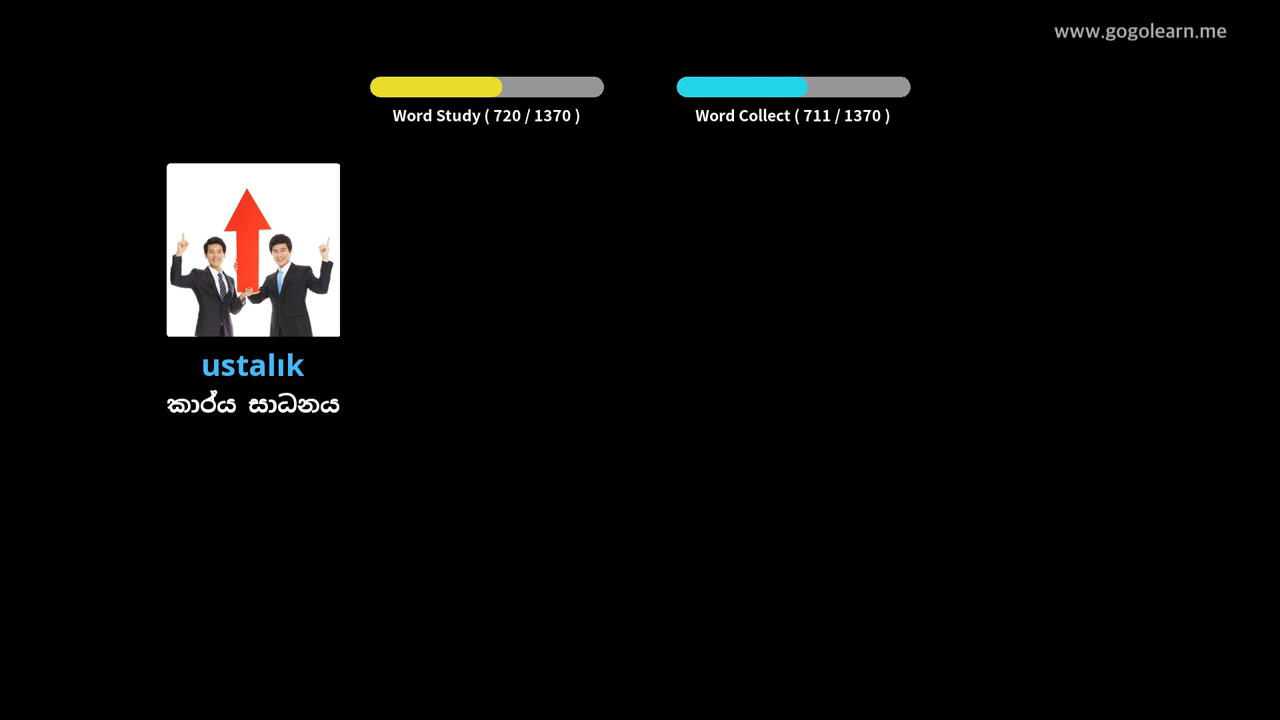 www.gogolearn.me
Word Study ( 720 / 1370 )
Word Collect ( 711 / 1370 )
ustalık
කාර්ය සාධනය